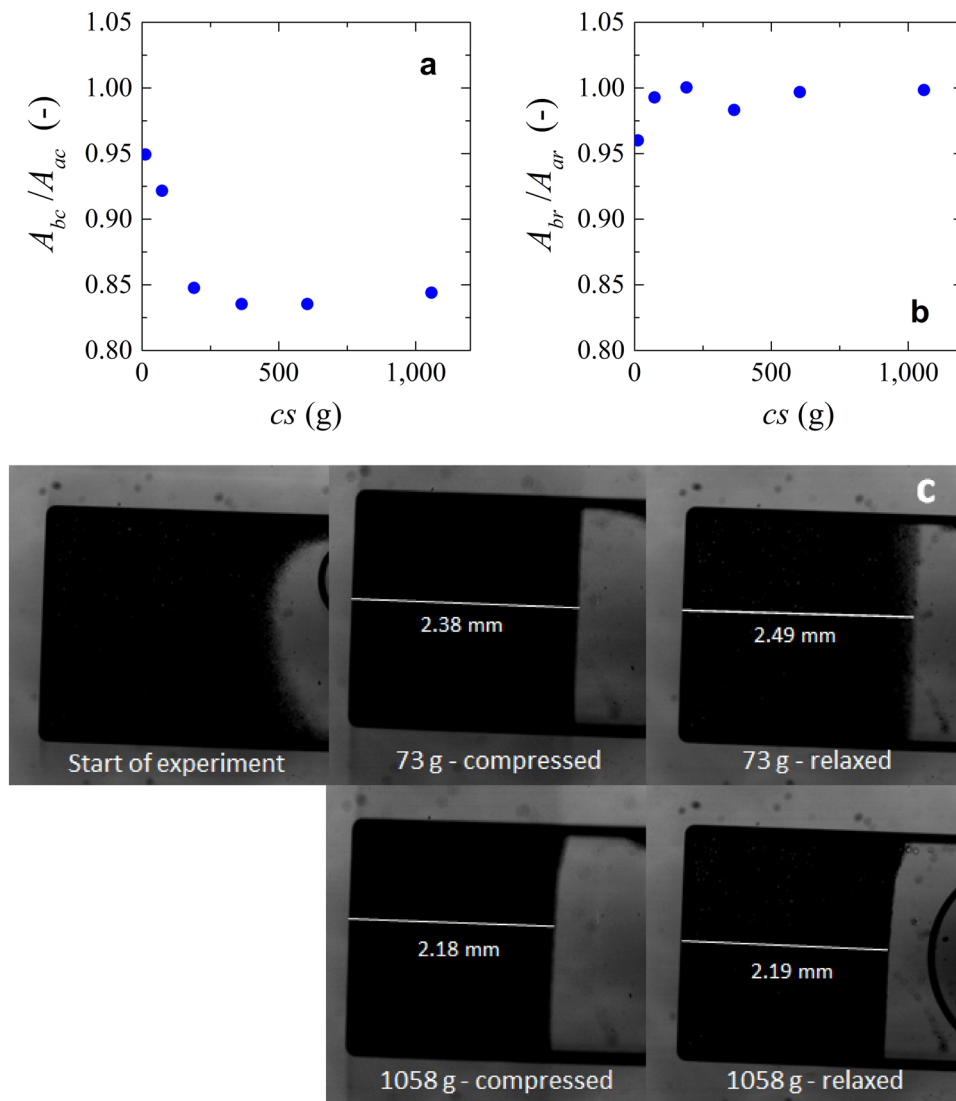 1.05
1.00
0.95
0.90
0.85
0.80
A_bc /A_ac (-)
a
0 500 1,000
cs (g)
1.05
1.00
0.95
0.90
0.85
0.80
A_br /A_ar (-)
b
0 500 1,000
cs (g)
c
2.38 mm
2.49 mm
Start of experiment
73 g - compressed
73 g - relaxed
2.18 mm
2.19 mm
1058 g - compressed
1058 g - relaxed